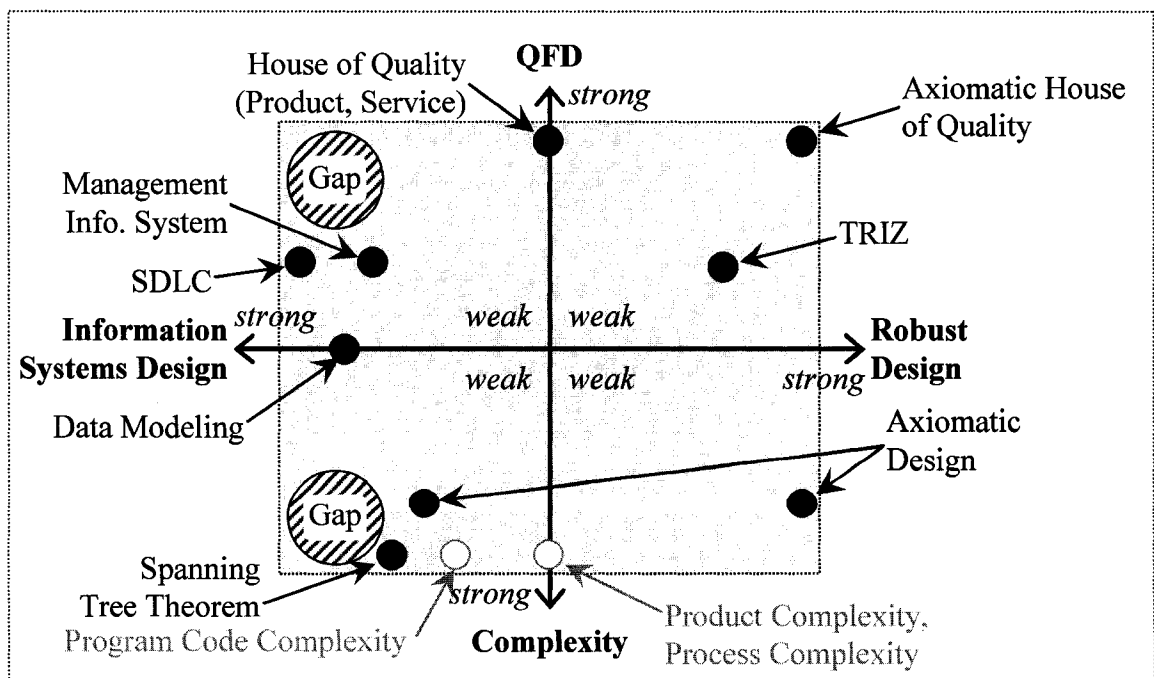 QFD
House of Quality
(Product, Service)
strong
Axiomatic House
of Quality
Gap
Management
Info. System
TRIZ
SDLC
Information
Systems Design
strong
weak
weak
Robust
Design
strong
weak
weak
Data Modeling
Axiomatic
Design
Gap
Spanning
Tree Theorem
strong
Program Code Complexity
Complexity
Product Complexity,
Process Complexity